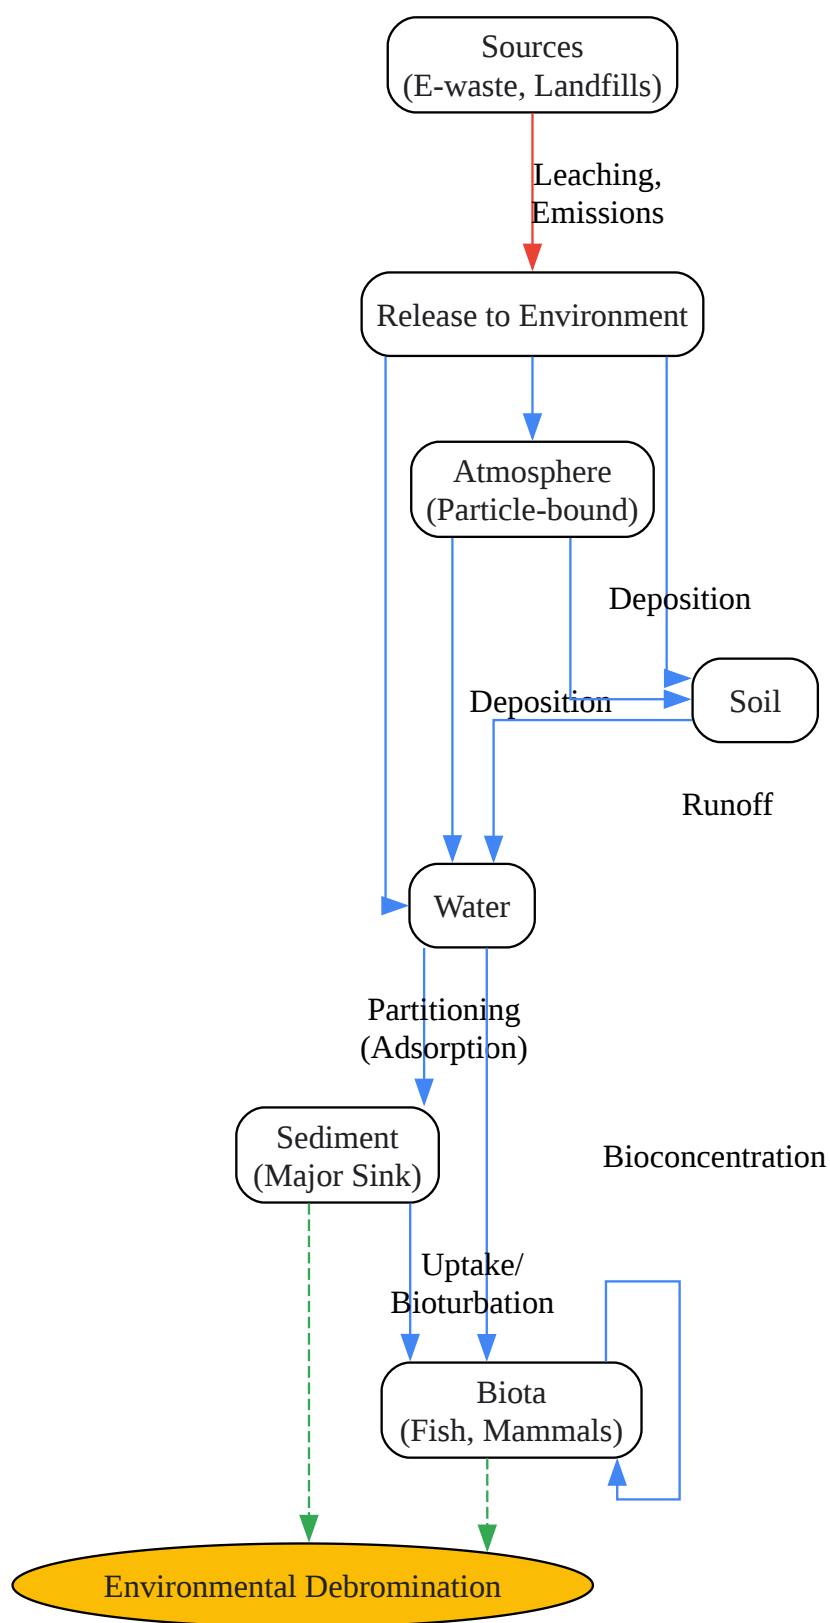 Sources
(E-waste, Landfills)
Leaching,
Emissions
Release to Environment
Atmosphere
(Particle-bound)
Deposition
Deposition
Soil
Runoff
Water
Partitioning
(Adsorption)
Sediment
(Major Sink)
Bioconcentration
Uptake/
Bioturbation
Biota
(Fish, Mammals)
Environmental Debromination